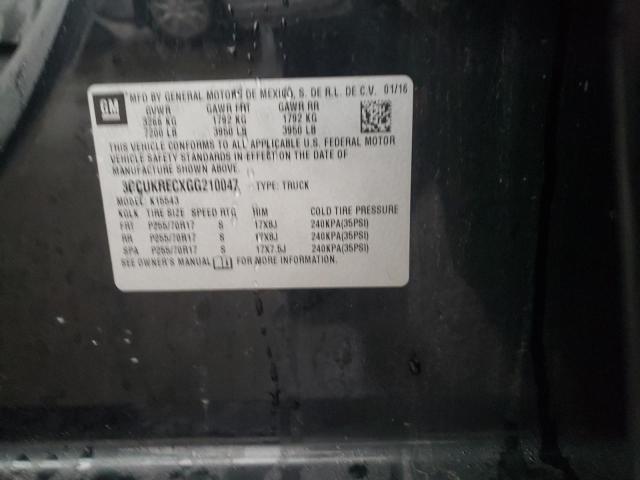 GM
MFD BY GENERAL MOTORS DE MEXICO, S. DE R.L. DE C.V. 01/16
GVWR GAWR FRT GAWR RR
3266 KG 1792 KG 1792 KG
7200 LB 3950 LB 3950 LB
THIS VEHICLE CONFORMS TO ALL APPLICABLE U.S. FEDERAL MOTOR
VEHICLE SAFETY STANDARDS IN EFFECT ON THE DATE OF
MANUFACTURE SHOWN ABOVE.
3GCUKRECXGG210047 TYPE: TRUCK
MODEL: K15543
TIRE SIZE SPEED RTG RIM COLD TIRE PRESSURE
FRT P255/70R17 S 17X8J 240KPA(35PSI)
RR P255/70R17 S 17X8J 240KPA(35PSI)
SPA P255/70R17 S 17X7.5J 240KPA(35PSI)
SEE OWNER'S MANUAL FOR MORE INFORMATION.